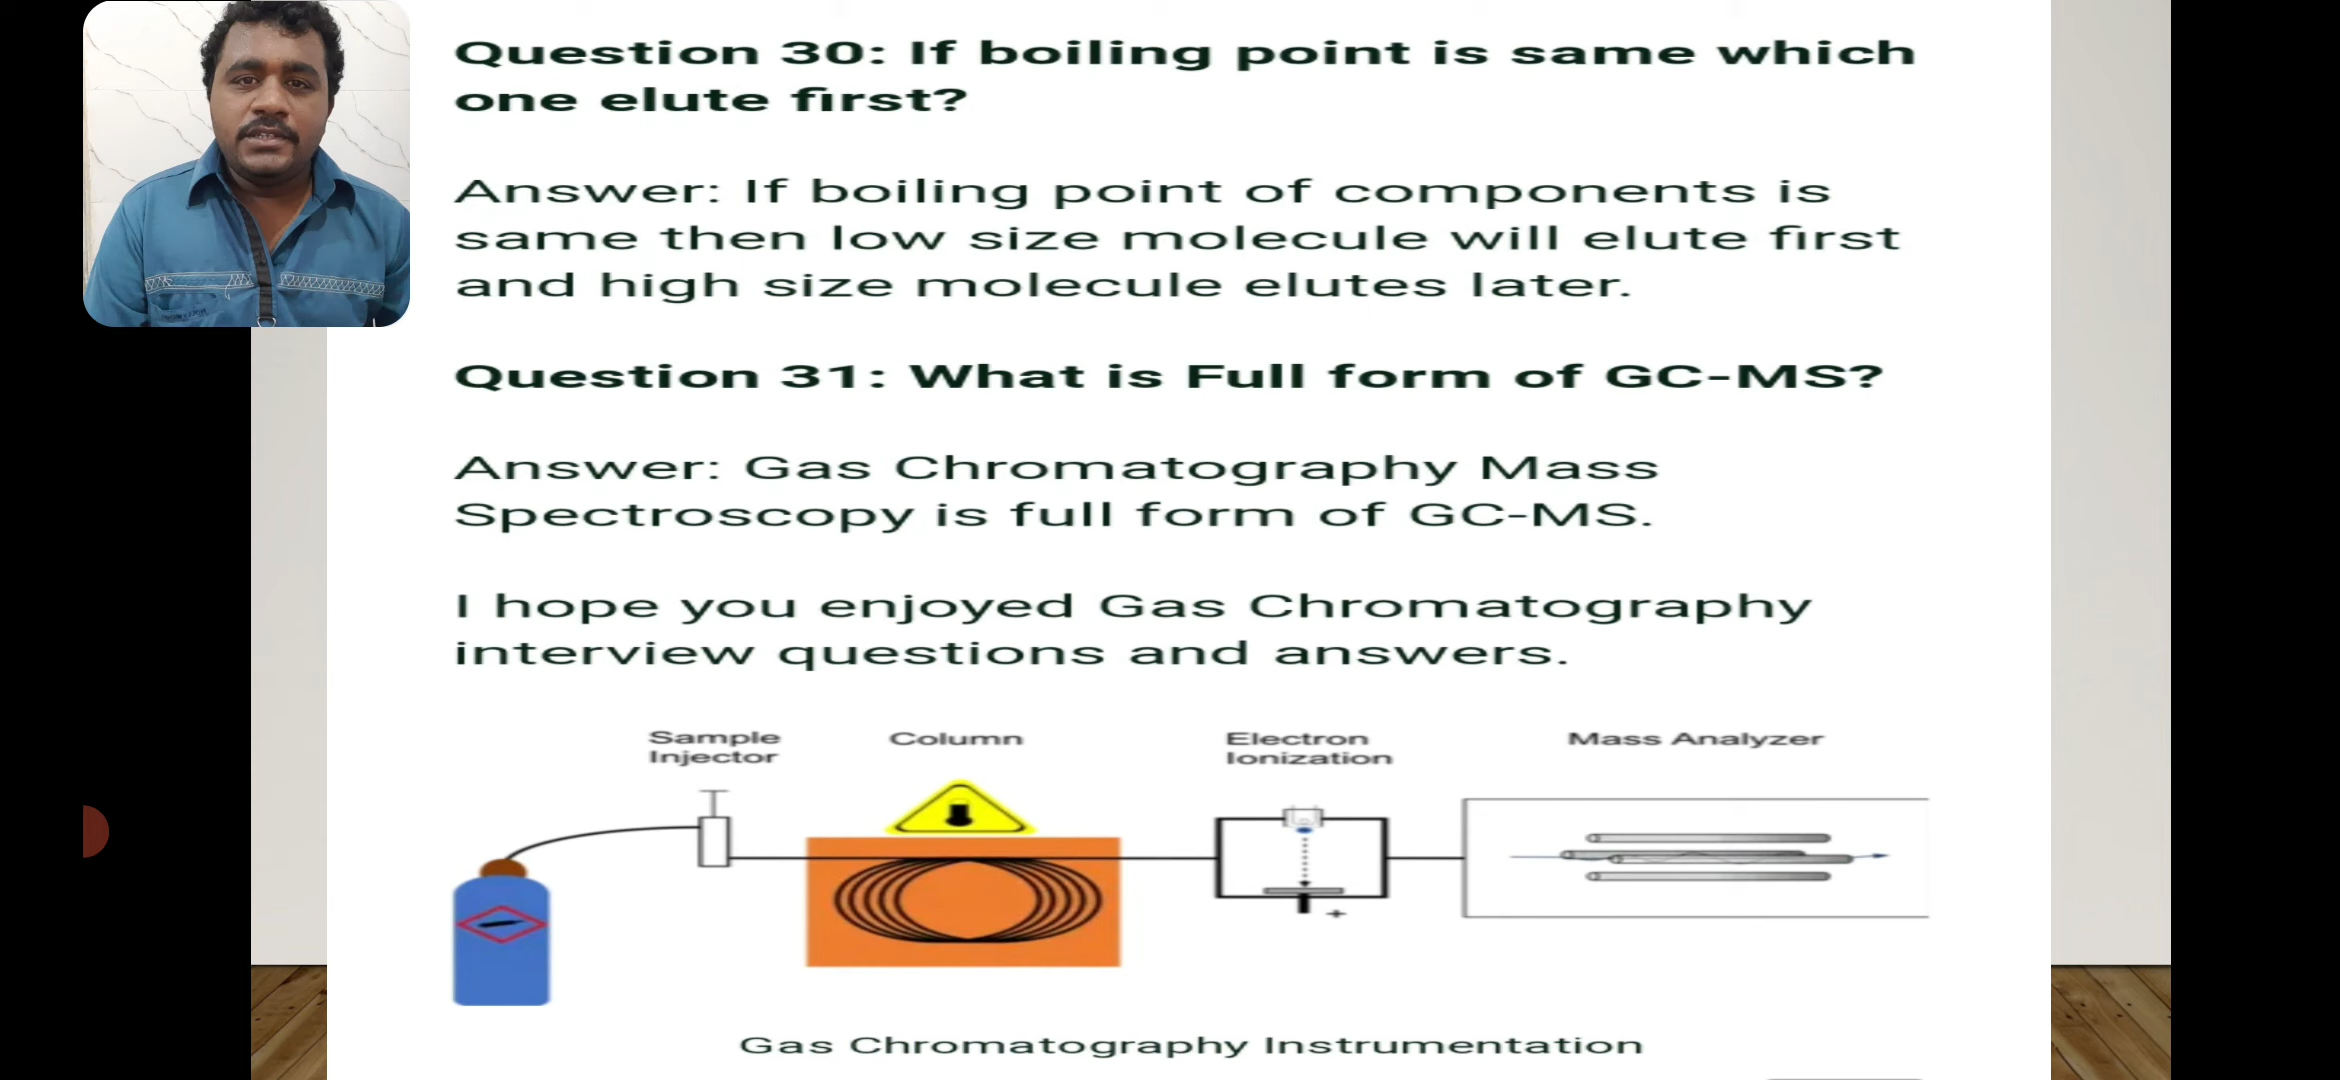 Question 30: If boiling point is same which
one elute first?
Answer: If boiling point of components is
same then low size molecule will elute first
and high size molecule elutes later.
Question 31: What is Full form of GC-MS?
Answer: Gas Chromatography Mass
Spectroscopy is full form of GC-MS.
I hope you enjoyed Gas Chromatography
interview questions and answers.
Sample
Injector
Column
Electron
Ionization
Mass Analyzer
+
Gas Chromatography Instrumentation